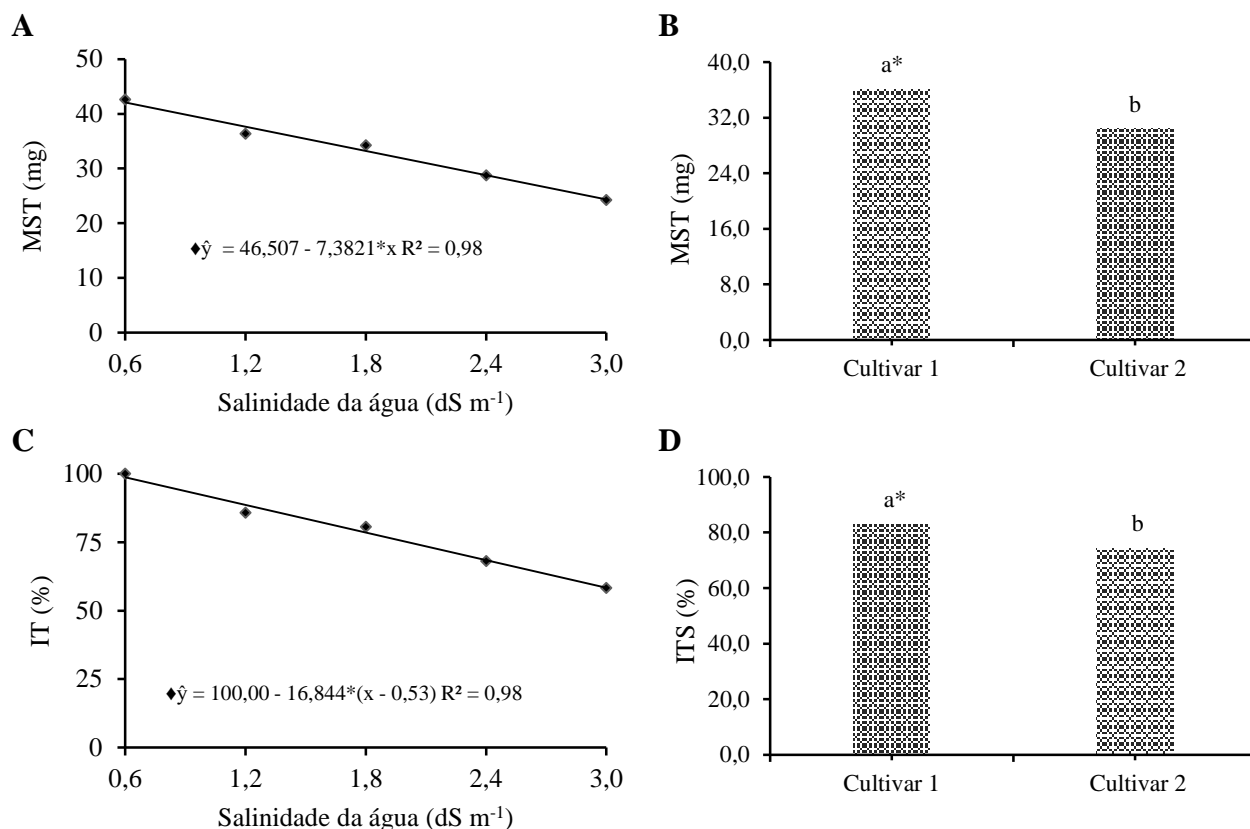 A
50
40
30
20
10
0
MST (mg)
♦ŷ = 46,507 - 7,3821*x R² = 0,98
0,6 1,2 1,8 2,4 3,0
Salinidade da água (dS m⁻¹)
B
40,0
32,0
24,0
16,0
8,0
0,0
MST (mg)
a*
b
Cultivar 1 Cultivar 2
C
100
75
50
25
0
IT (%)
♦ŷ = 100,00 - 16,844*(x - 0,53) R² = 0,98
0,6 1,2 1,8 2,4 3,0
Salinidade da água (dS m⁻¹)
D
100,0
80,0
60,0
40,0
20,0
0,0
ITS (%)
a*
b
Cultivar 1 Cultivar 2